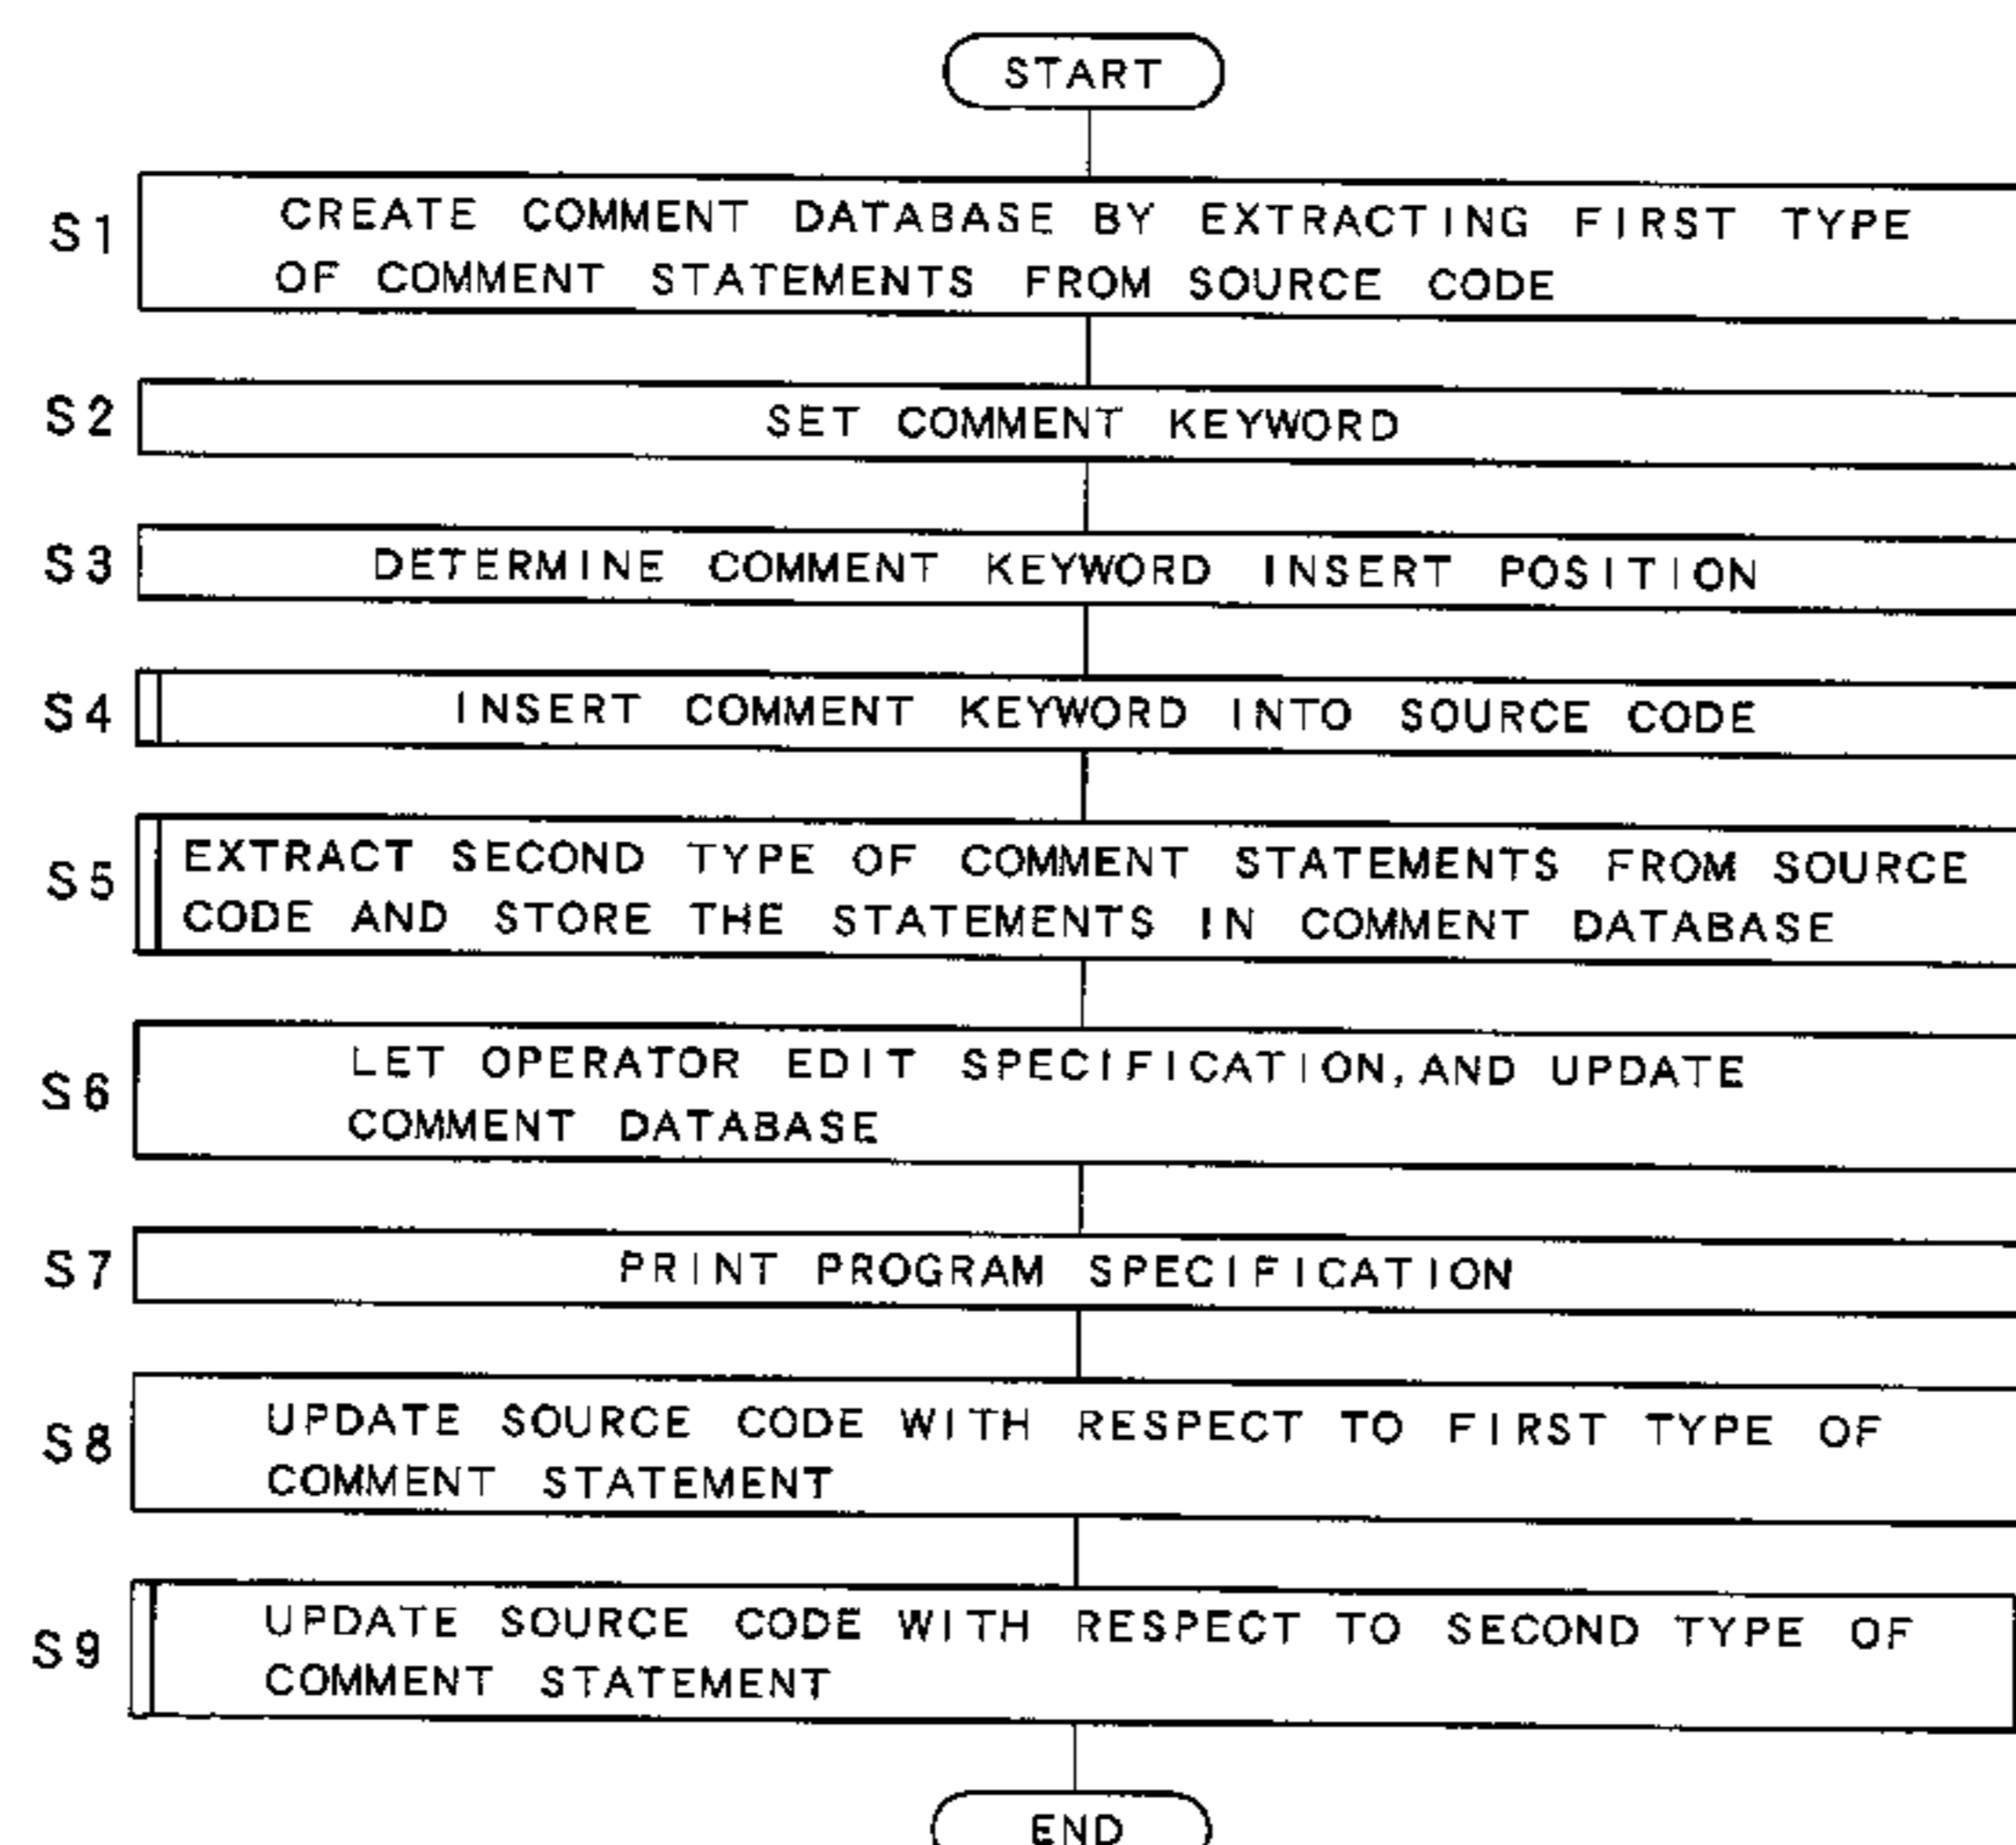 START
S1
CREATE COMMENT DATABASE BY EXTRACTING FIRST TYPE
OF COMMENT STATEMENTS FROM SOURCE CODE
S2
SET COMMENT KEYWORD
S3
DETERMINE COMMENT KEYWORD INSERT POSITION
S4
INSERT COMMENT KEYWORD INTO SOURCE CODE
S5
EXTRACT SECOND TYPE OF COMMENT STATEMENTS FROM SOURCE
CODE AND STORE THE STATEMENTS IN COMMENT DATABASE
S6
LET OPERATOR EDIT SPECIFICATION, AND UPDATE
COMMENT DATABASE
S7
PRINT PROGRAM SPECIFICATION
S8
UPDATE SOURCE CODE WITH RESPECT TO FIRST TYPE OF
COMMENT STATEMENT
S9
UPDATE SOURCE CODE WITH RESPECT TO SECOND TYPE OF
COMMENT STATEMENT
END